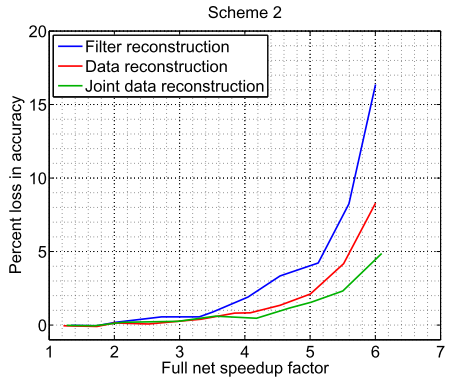 Scheme 2
20
15
10
5
0
Percent loss in accuracy
Filter reconstruction
Data reconstruction
Joint data reconstruction
1 2 3 4 5 6 7
Full net speedup factor